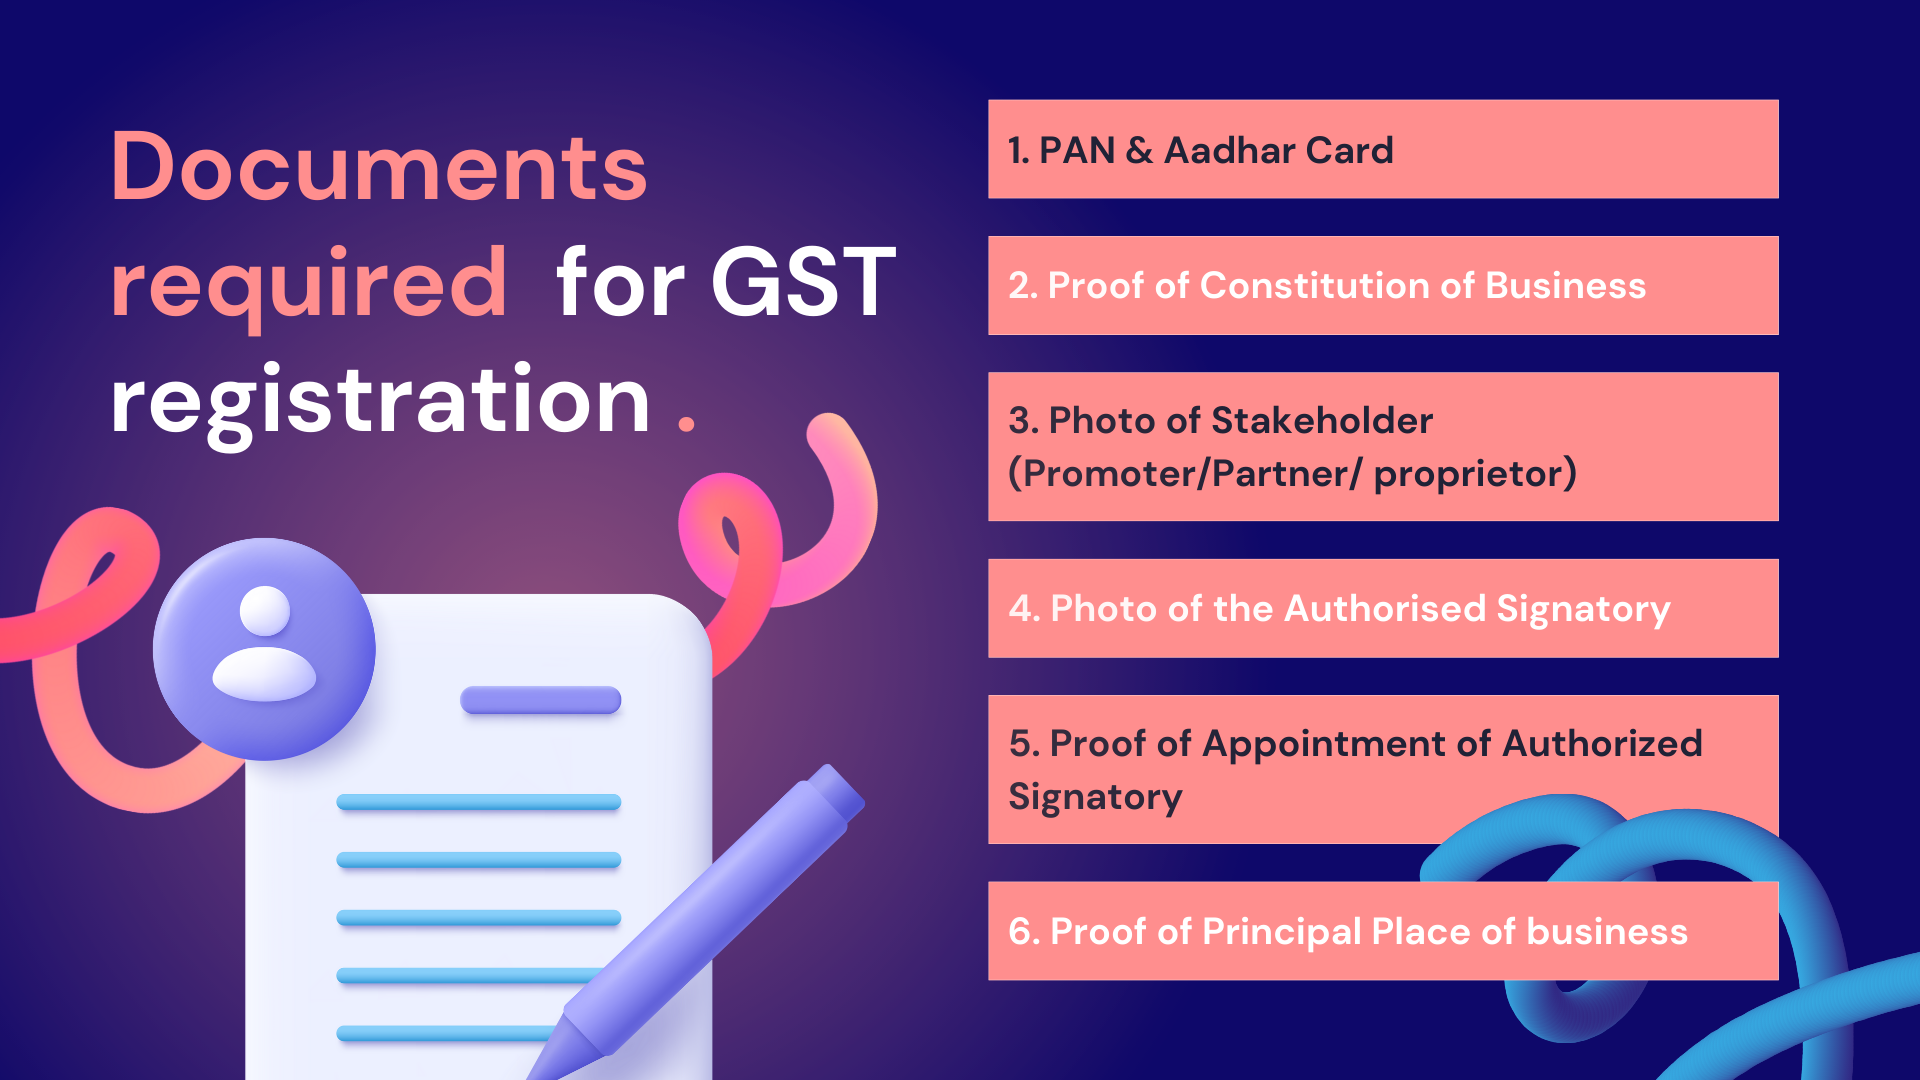 Documents
required for GST
registration .
1. PAN & Aadhar Card
2. Proof of Constitution of Business
3. Photo of Stakeholder
(Promoter/Partner/ proprietor)
4. Photo of the Authorised Signatory
5. Proof of Appointment of Authorized
Signatory
6. Proof of Principal Place of business